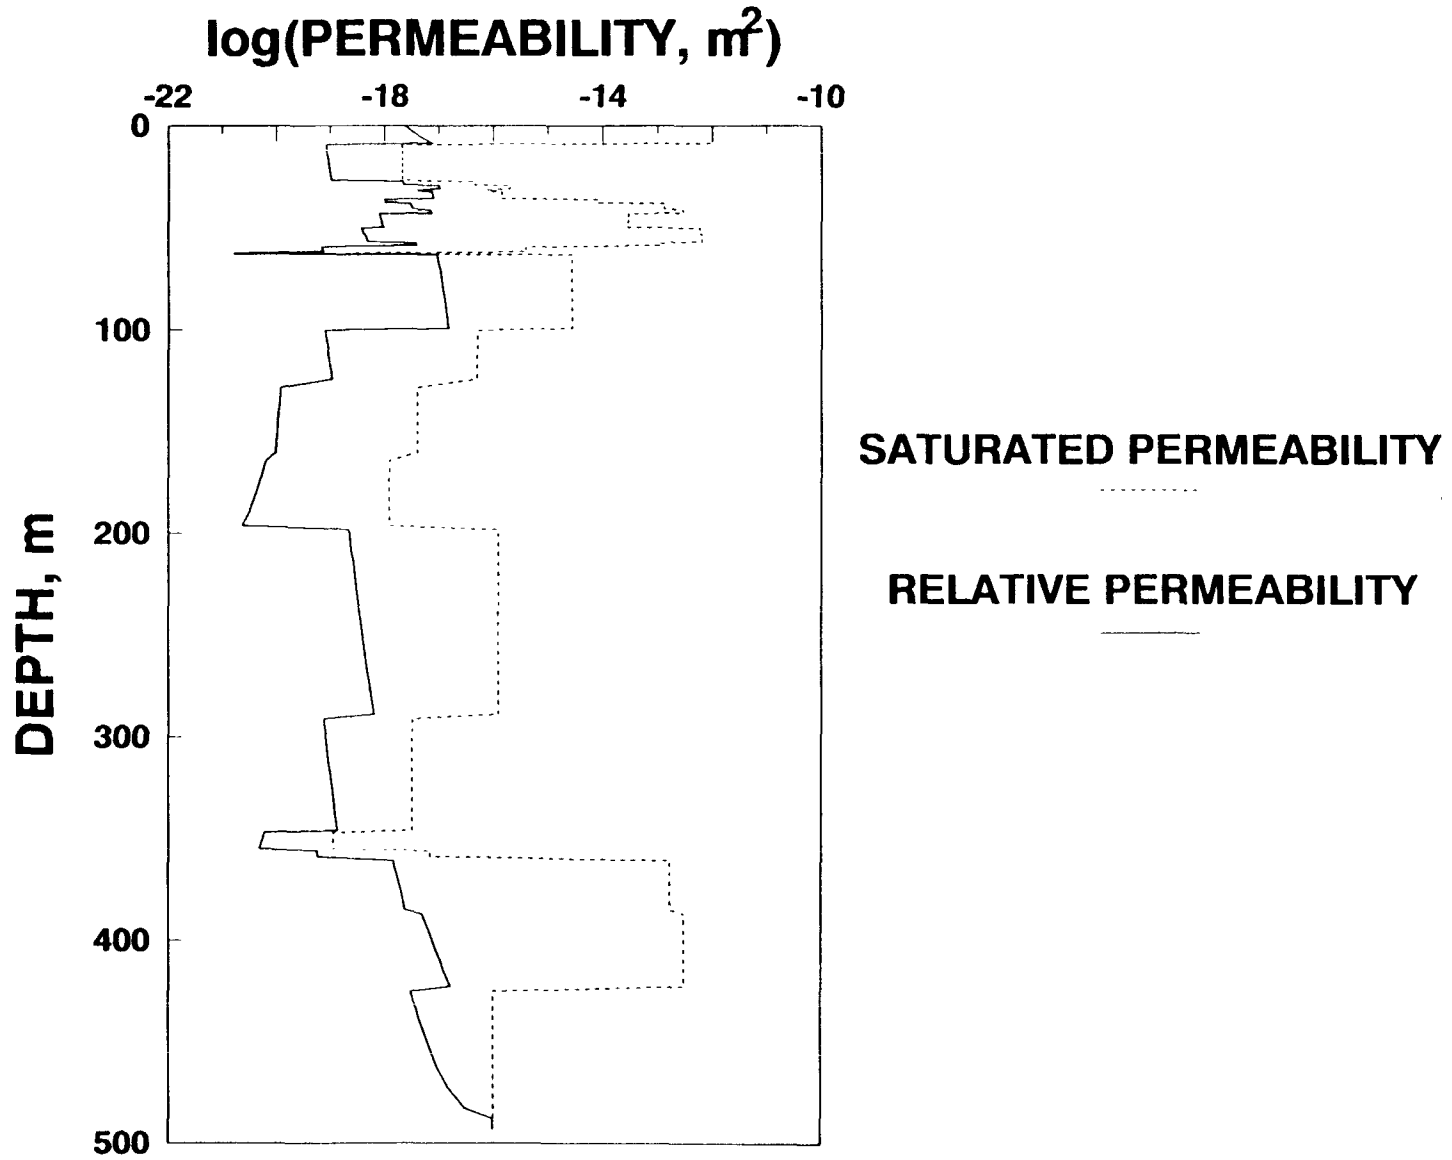 log(PERMEABILITY, m²)
-22 -18 -14 -10
0
100
200
300
400
500
DEPTH, m
SATURATED PERMEABILITY
RELATIVE PERMEABILITY